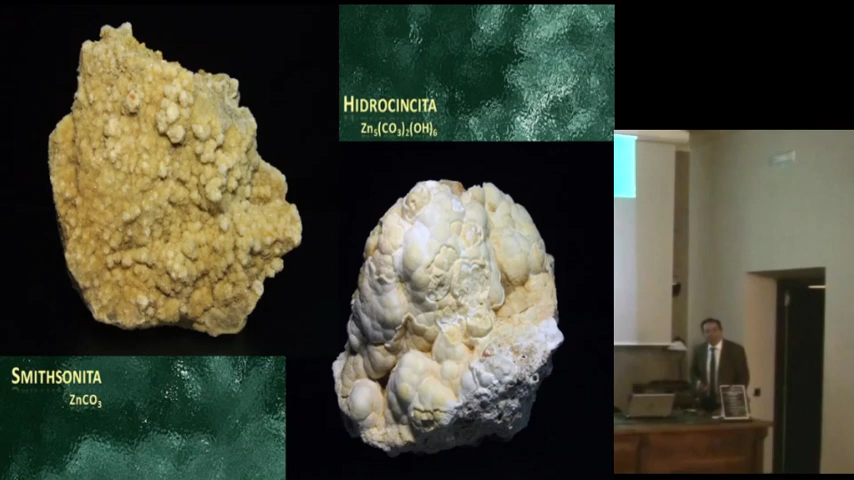 HIDROCINCITA
Zn5(CO3)2(OH)6
SMITHSONITA
ZnCO3